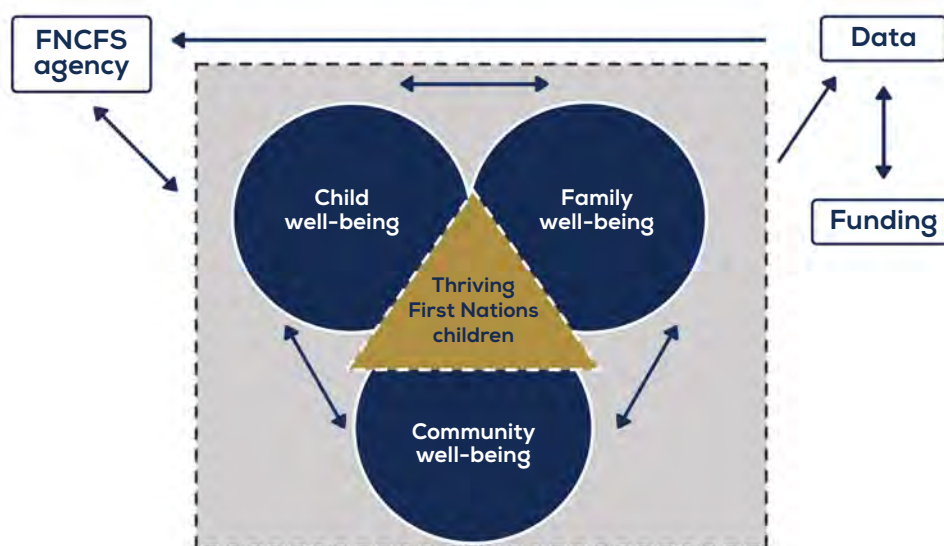 FNCFS
agency
Data
Child
well-being
Family
well-being
Funding
Thriving
First Nations
children
Community
well-being